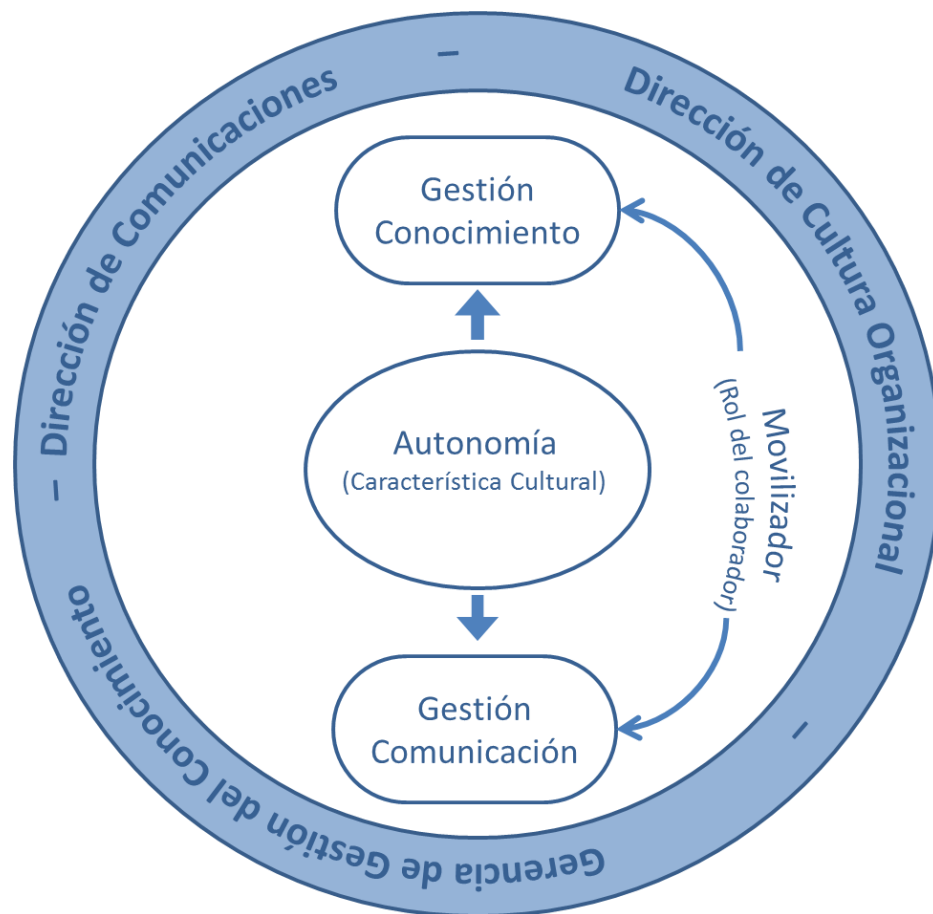 Dirección de Comunicaciones
–
Dirección de Cultura Organizacional
–
Gerencia de Gestión del Conocimiento
–
Gestión
Conocimiento
Autonomía
(Característica Cultural)
Movilizador
(Rol del colaborador)
Gestión
Comunicación